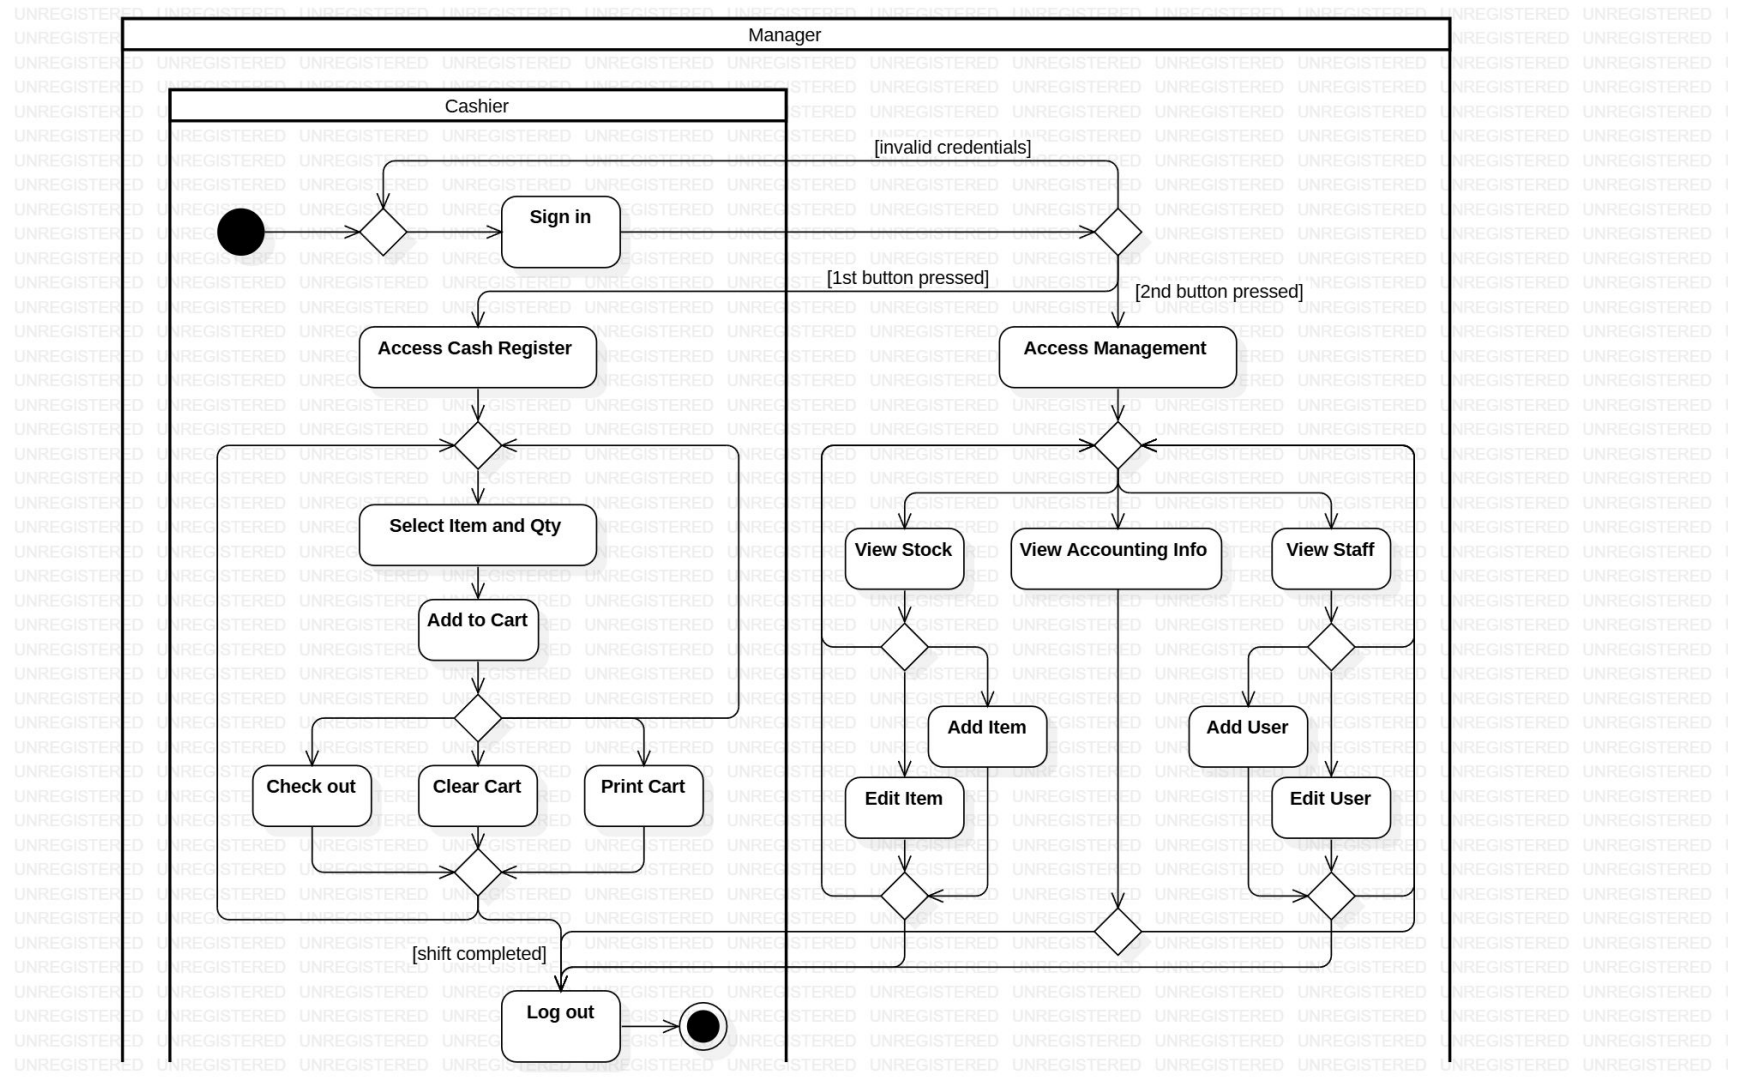 Manager
Cashier
[invalid credentials]
Sign in
[1st button pressed]
[2nd button pressed]
Access Cash Register
Access Management
Select Item and Qty
View Stock
View Accounting Info
View Staff
Add to Cart
Add Item
Add User
Check out
Clear Cart
Print Cart
Edit Item
Edit User
[shift completed]
Log out
UNREGISTERED